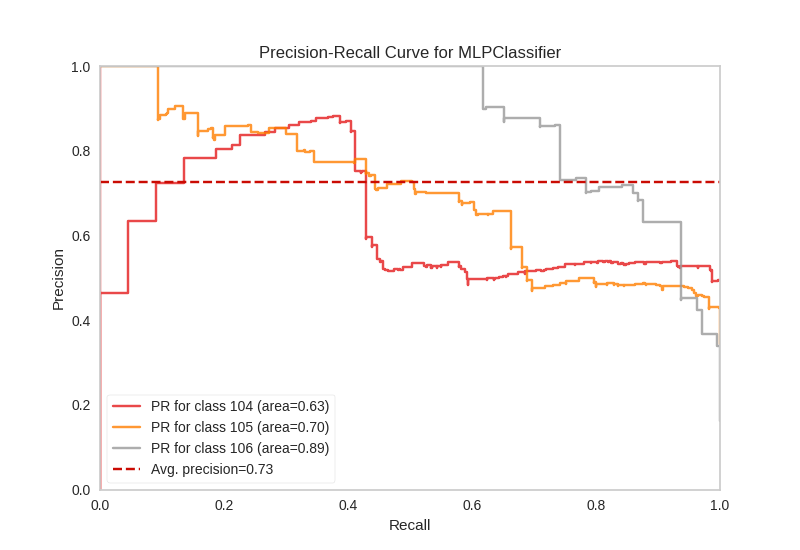 Precision-Recall Curve for MLPClassifier
1.0
0.8
0.6
0.4
0.2
0.0
Precision
PR for class 104 (area=0.63)
PR for class 105 (area=0.70)
PR for class 106 (area=0.89)
Avg. precision=0.73
0.0 0.2 0.4 0.6 0.8 1.0
Recall